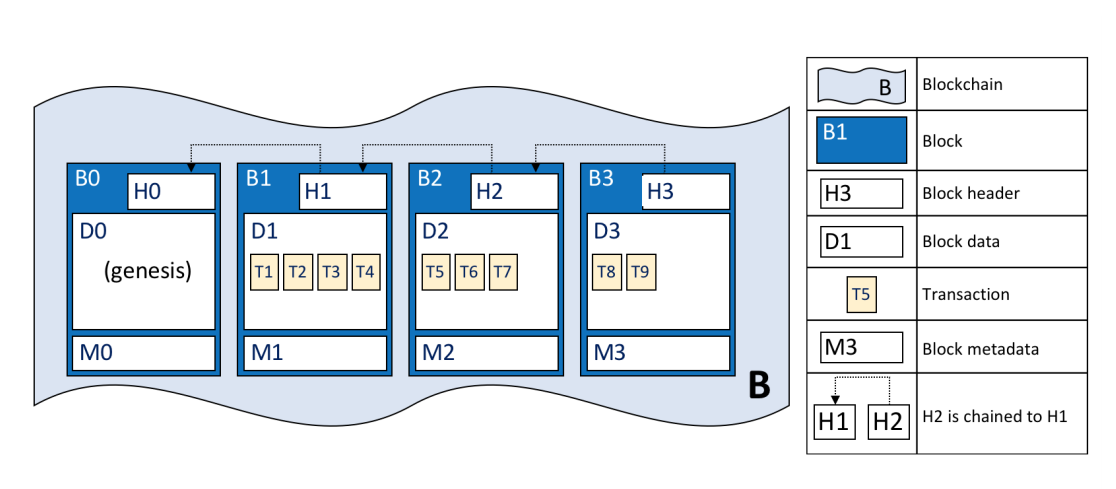 B0
H0
D0
(genesis)
M0
B1
H1
D1
T1 T2 T3 T4
M1
B2
H2
D2
T5 T6 T7
M2
B3
H3
D3
T8 T9
M3
B
B Blockchain
B1 Block
H3 Block header
D1 Block data
T5 Transaction
M3 Block metadata
H1 H2 H2 is chained to H1